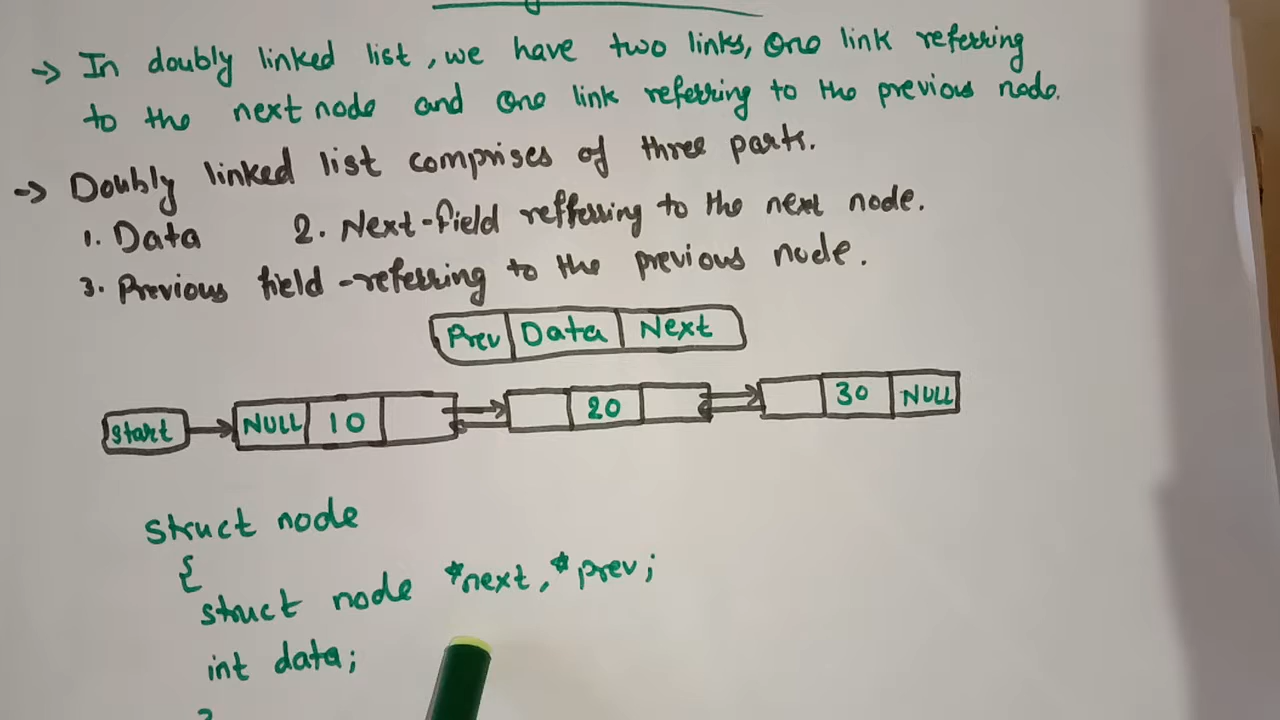 → In doubly linked list, we have two links, One link referring
to the next node and one link referring to the previous node.
→ Doubly linked list comprises of three parts.
1. Data 2. Next-field refferring to the next node.
3. Previous field -referring to the previous node.
Prev Data Next
Start NULL 10 20 30 NULL
struct node
{
struct node *next, *prev;
int data;